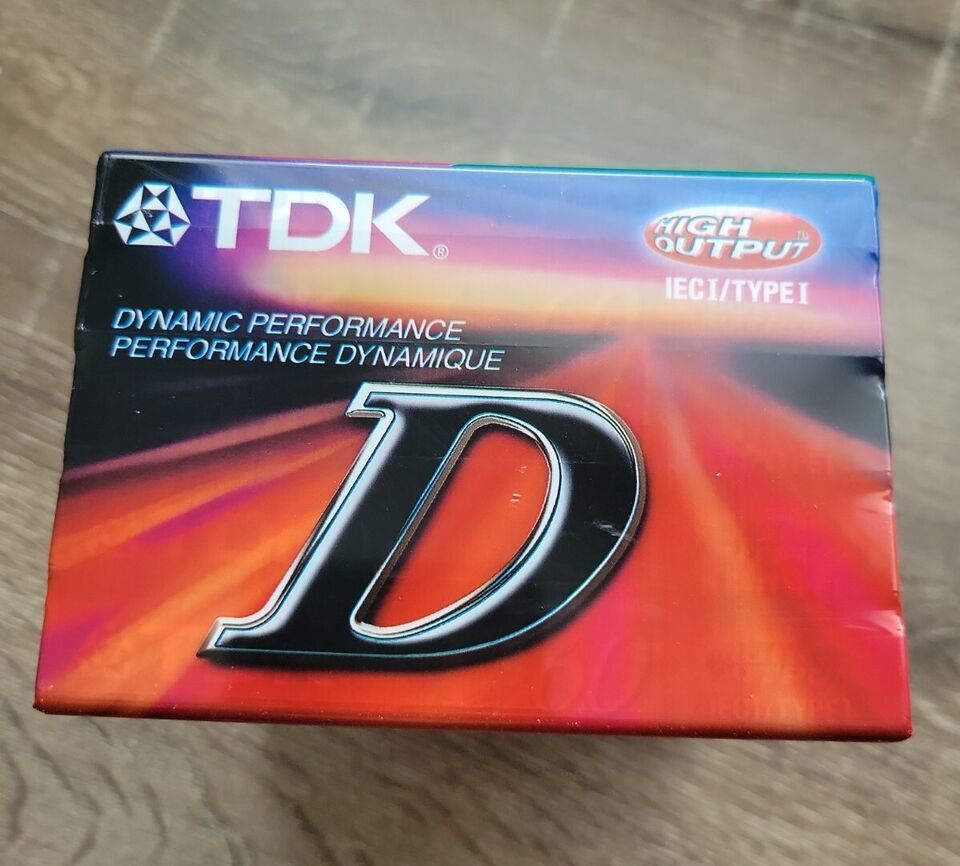 TDK®
HIGH
OUTPUT™
IEC I/TYPE I
DYNAMIC PERFORMANCE
PERFORMANCE DYNAMIQUE
D